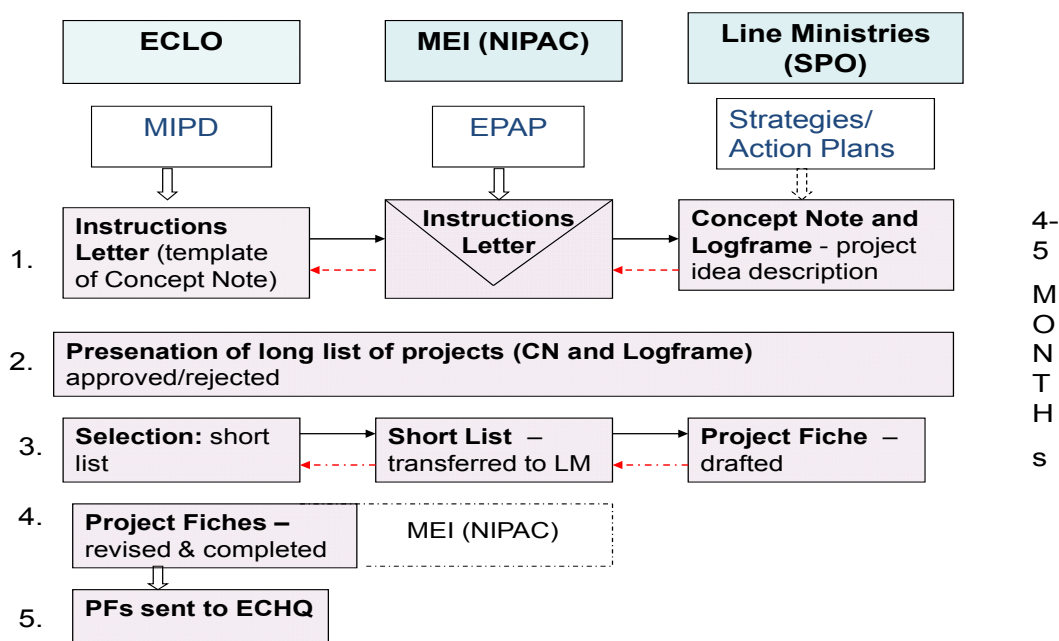 ECLO
MEI (NIPAC)
Line Ministries
(SPO)
MIPD
EPAP
Strategies/
Action Plans
1.
Instructions
Letter (template
of Concept Note)
Instructions
Letter
Concept Note and
Logframe - project
idea description
2.
Presenation of long list of projects (CN and Logframe)
approved/rejected
3.
Selection: short
list
Short List –
transferred to LM
Project Fiche –
drafted
4.
Project Fiches –
revised & completed
MEI (NIPAC)
5.
PFs sent to ECHQ
4-
5
M
O
N
T
H
s